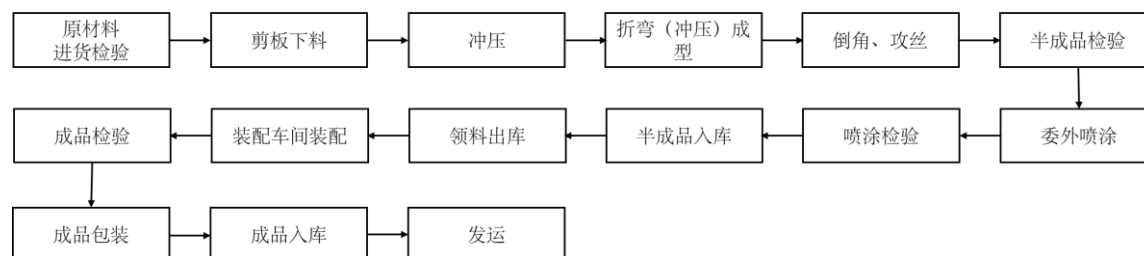 原材料
进货检验
剪板下料
冲压
折弯（冲压）成
型
倒角、攻丝
半成品检验
委外喷涂
喷涂检验
半成品入库
领料出库
装配车间装配
成品检验
成品包装
成品入库
发运